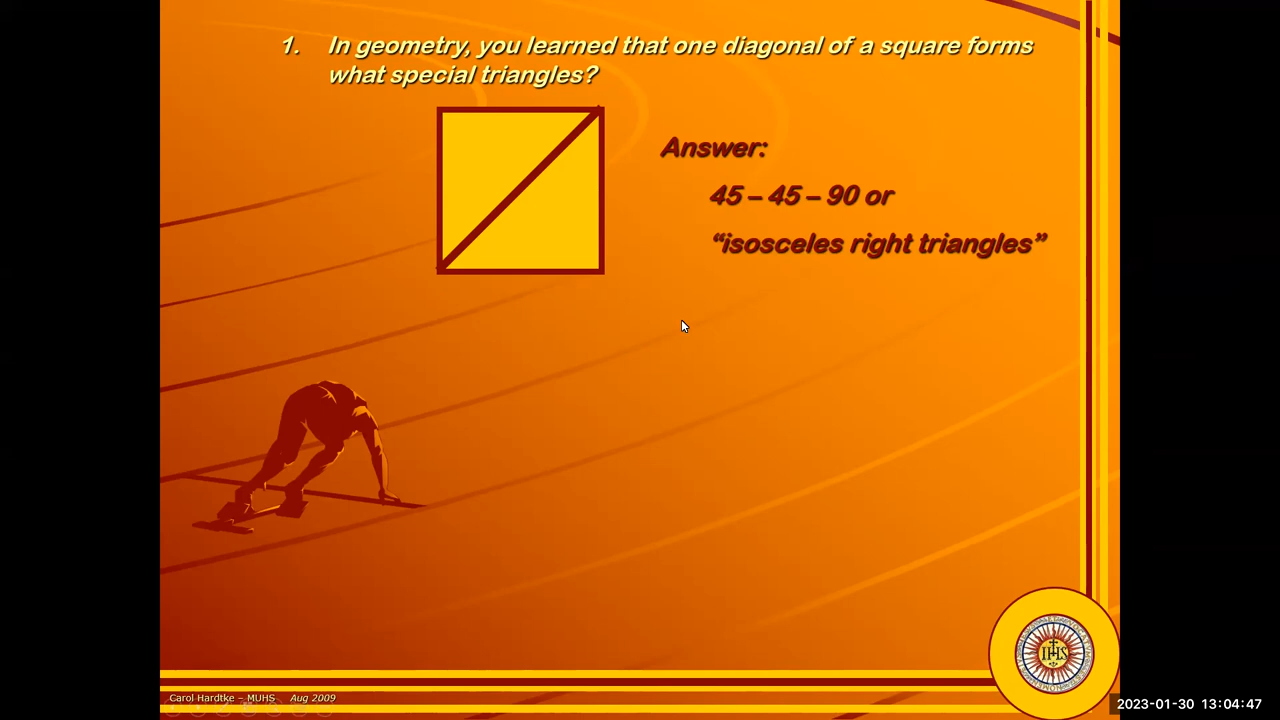 1. In geometry, you learned that one diagonal of a square forms
what special triangles?
Answer:
45 – 45 – 90 or
“isosceles right triangles”
IHS
Carol Hardtke – MUHS Aug 2009
2023-01-30 13:04:47